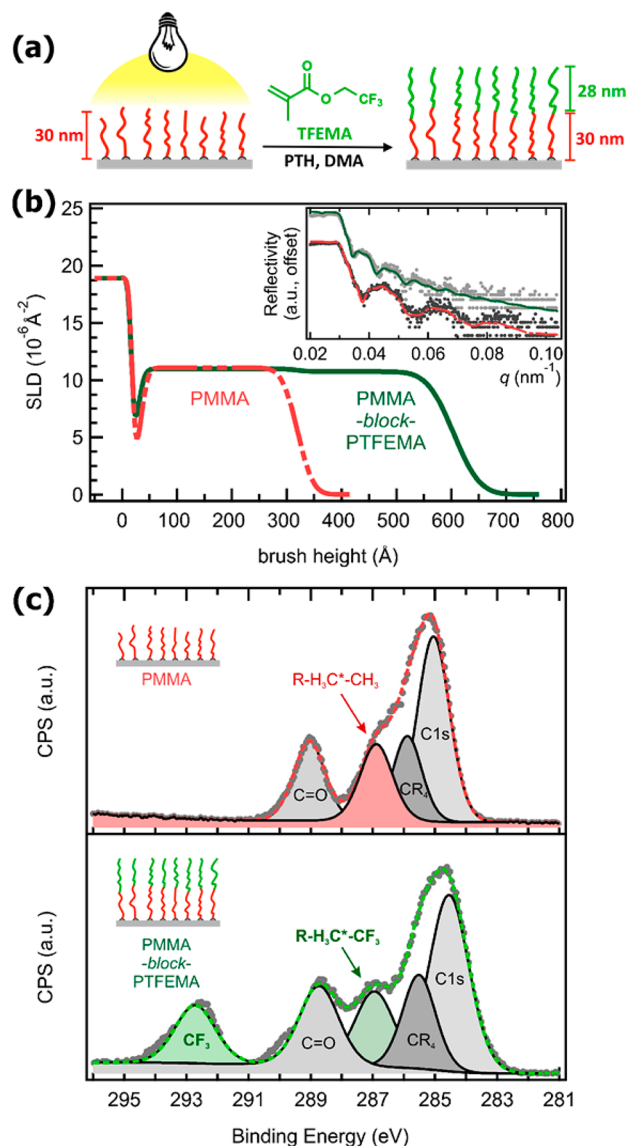 (a)
30 nm
O
O
CF3
TFEMA
PTH, DMA
28 nm
30 nm
(b)
25
20
15
10
5
0
SLD (10⁻⁶Å⁻²)
PMMA
PMMA
-block-
PTFEMA
Reflectivity
(a.u., offset)
0.02
0.04
0.06
0.08
0.10
q (nm⁻¹)
0
50
100
200
300
400
500
600
700
800
brush height (Å)
(c)
CPS (a.u.)
PMMA
R-H₃C*-CH₃
C=O
CR₄
C1s
CPS (a.u.)
PMMA
-block-
PTFEMA
R-H₃C*-CF₃
CF₃
C=O
CR₄
C1s
295
293
291
289
287
285
283
281
Binding Energy (eV)